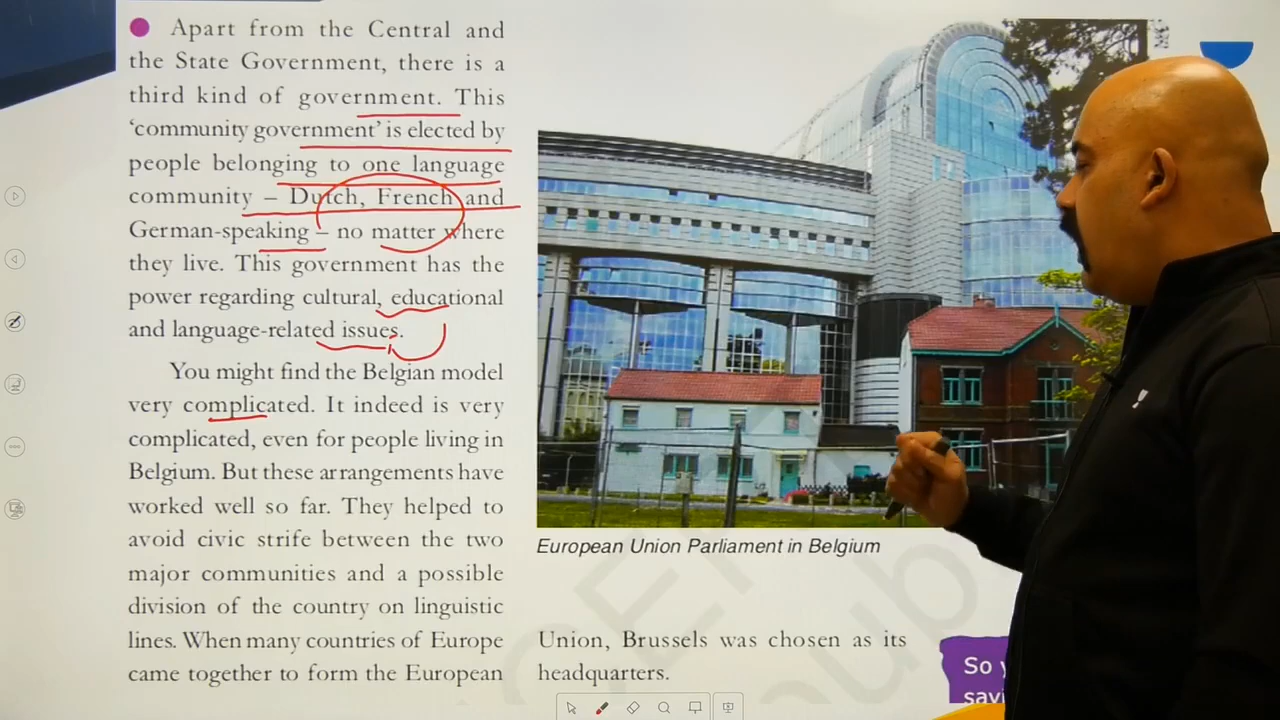 Apart from the Central and
the State Government, there is a
third kind of government. This
‘community government’ is elected by
people belonging to one language
community – Dutch, French and
German-speaking – no matter where
they live. This government has the
power regarding cultural, educational
and language-related issues.
You might find the Belgian model
very complicated. It indeed is very
complicated, even for people living in
Belgium. But these arrangements have
worked well so far. They helped to
avoid civic strife between the two
major communities and a possible
division of the country on linguistic
lines. When many countries of Europe
came together to form the European
European Union Parliament in Belgium
Union, Brussels was chosen as its
headquarters.
So